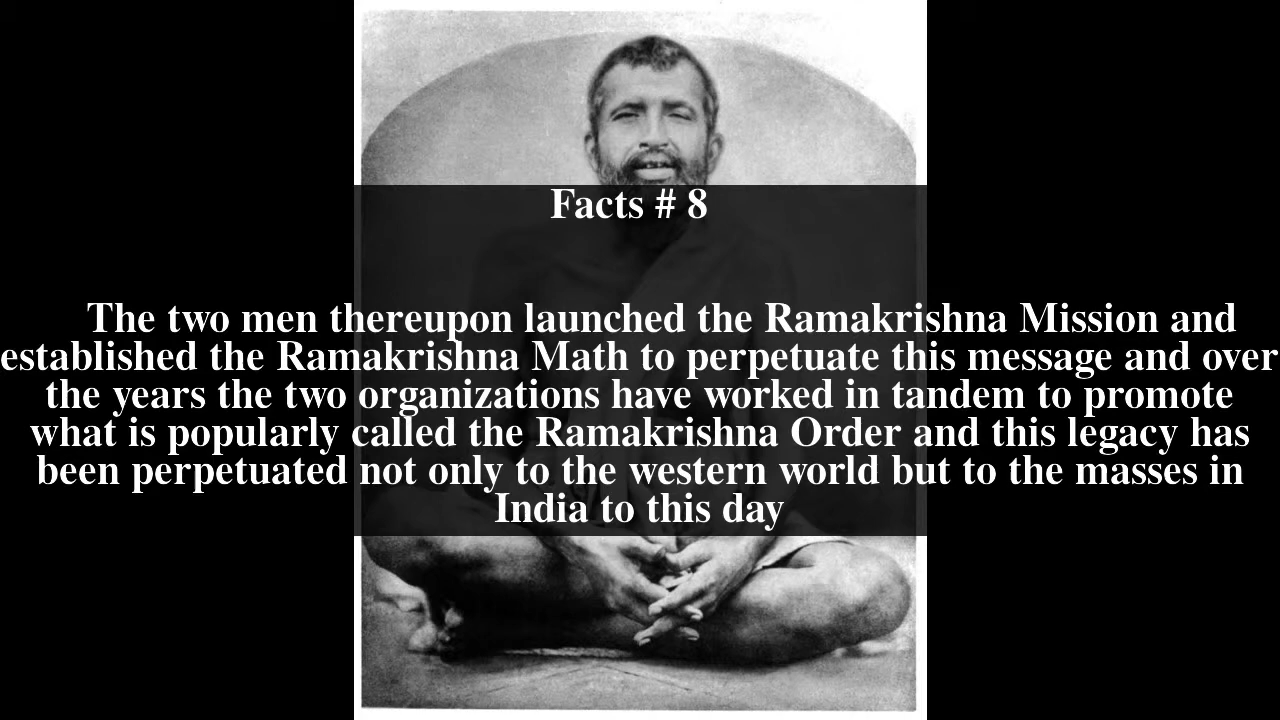 Facts # 8
The two men thereupon launched the Ramakrishna Mission and
established the Ramakrishna Math to perpetuate this message and over
the years the two organizations have worked in tandem to promote
what is popularly called the Ramakrishna Order and this legacy has
been perpetuated not only to the western world but to the masses in
India to this day